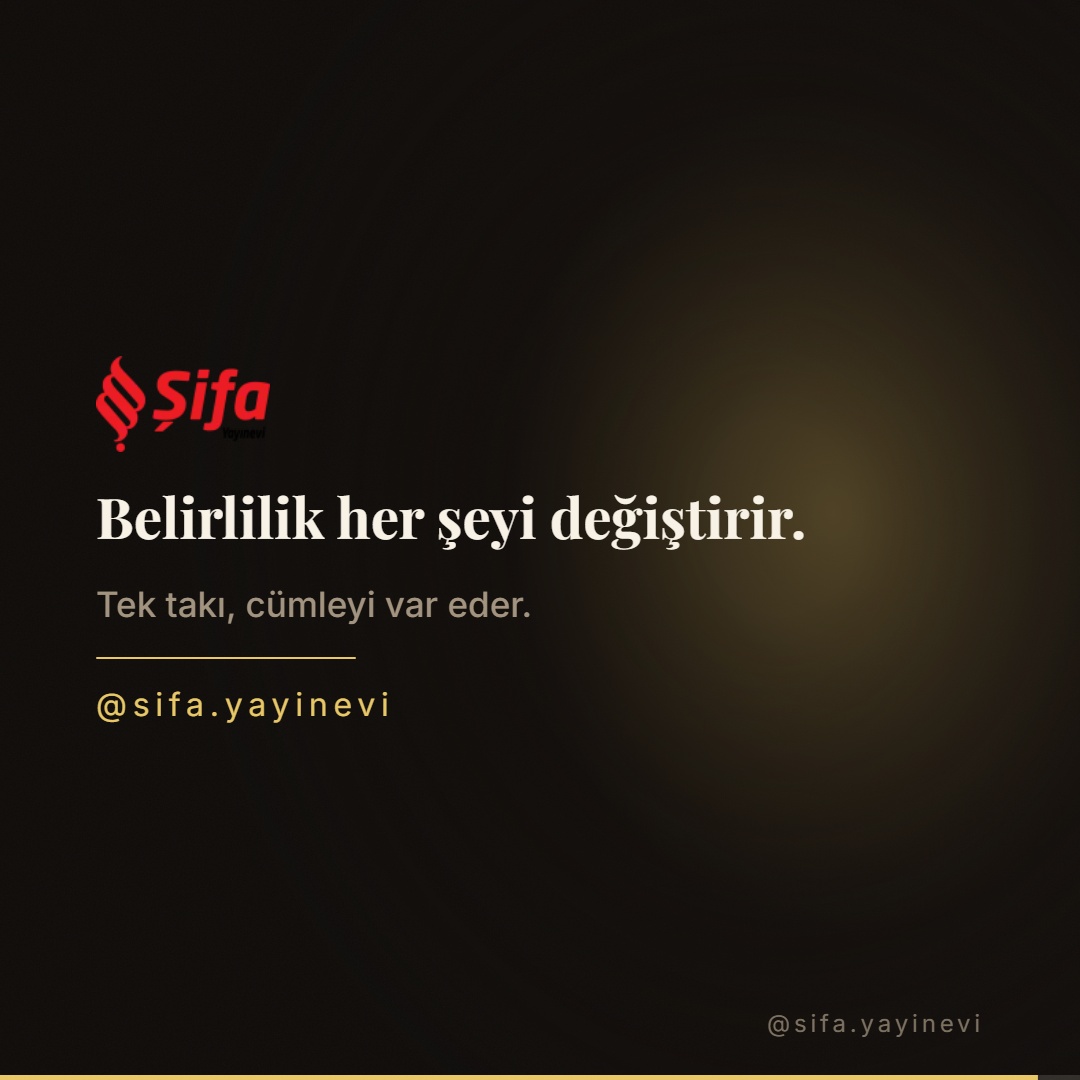 Şifa
Yayınevi
Belirlilik her şeyi değiştirir.
Tek takı, cümleyi var eder.
@sifa.yayinevi
@sifa.yayinevi